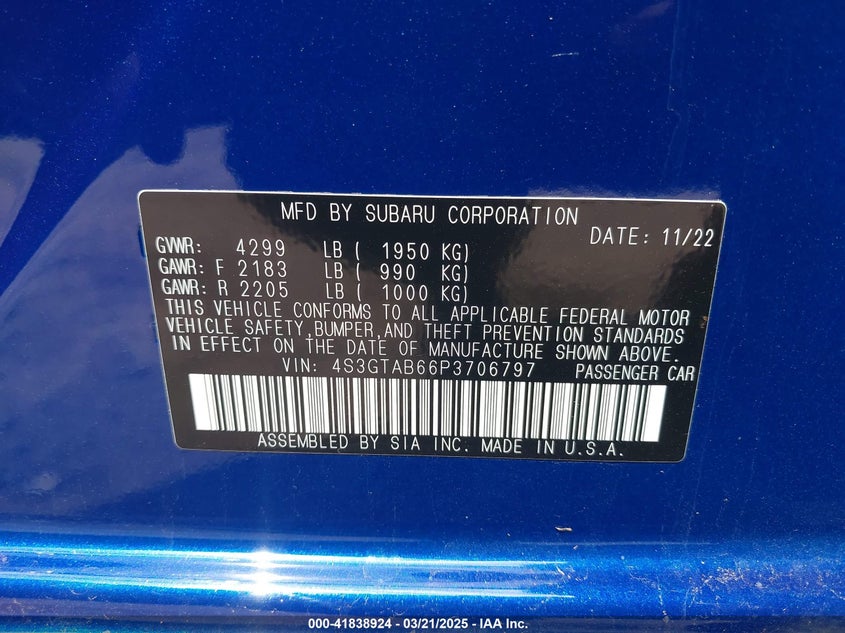 MFD BY SUBARU CORPORATION
DATE: 11/22
GVWR: 4299 LB ( 1950 KG)
GAWR: F 2183 LB ( 990 KG)
GAWR: R 2205 LB ( 1000 KG)
THIS VEHICLE CONFORMS TO ALL APPLICABLE FEDERAL MOTOR
VEHICLE SAFETY,BUMPER,AND THEFT PREVENTION STANDARDS
IN EFFECT ON THE DATE OF MANUFACTURE SHOWN ABOVE.
VIN: 4S3GTAB66P3706797 PASSENGER CAR
ASSEMBLED BY SIA INC. MADE IN U.S.A.
000-41838924 - 03/21/2025 - IAA Inc.